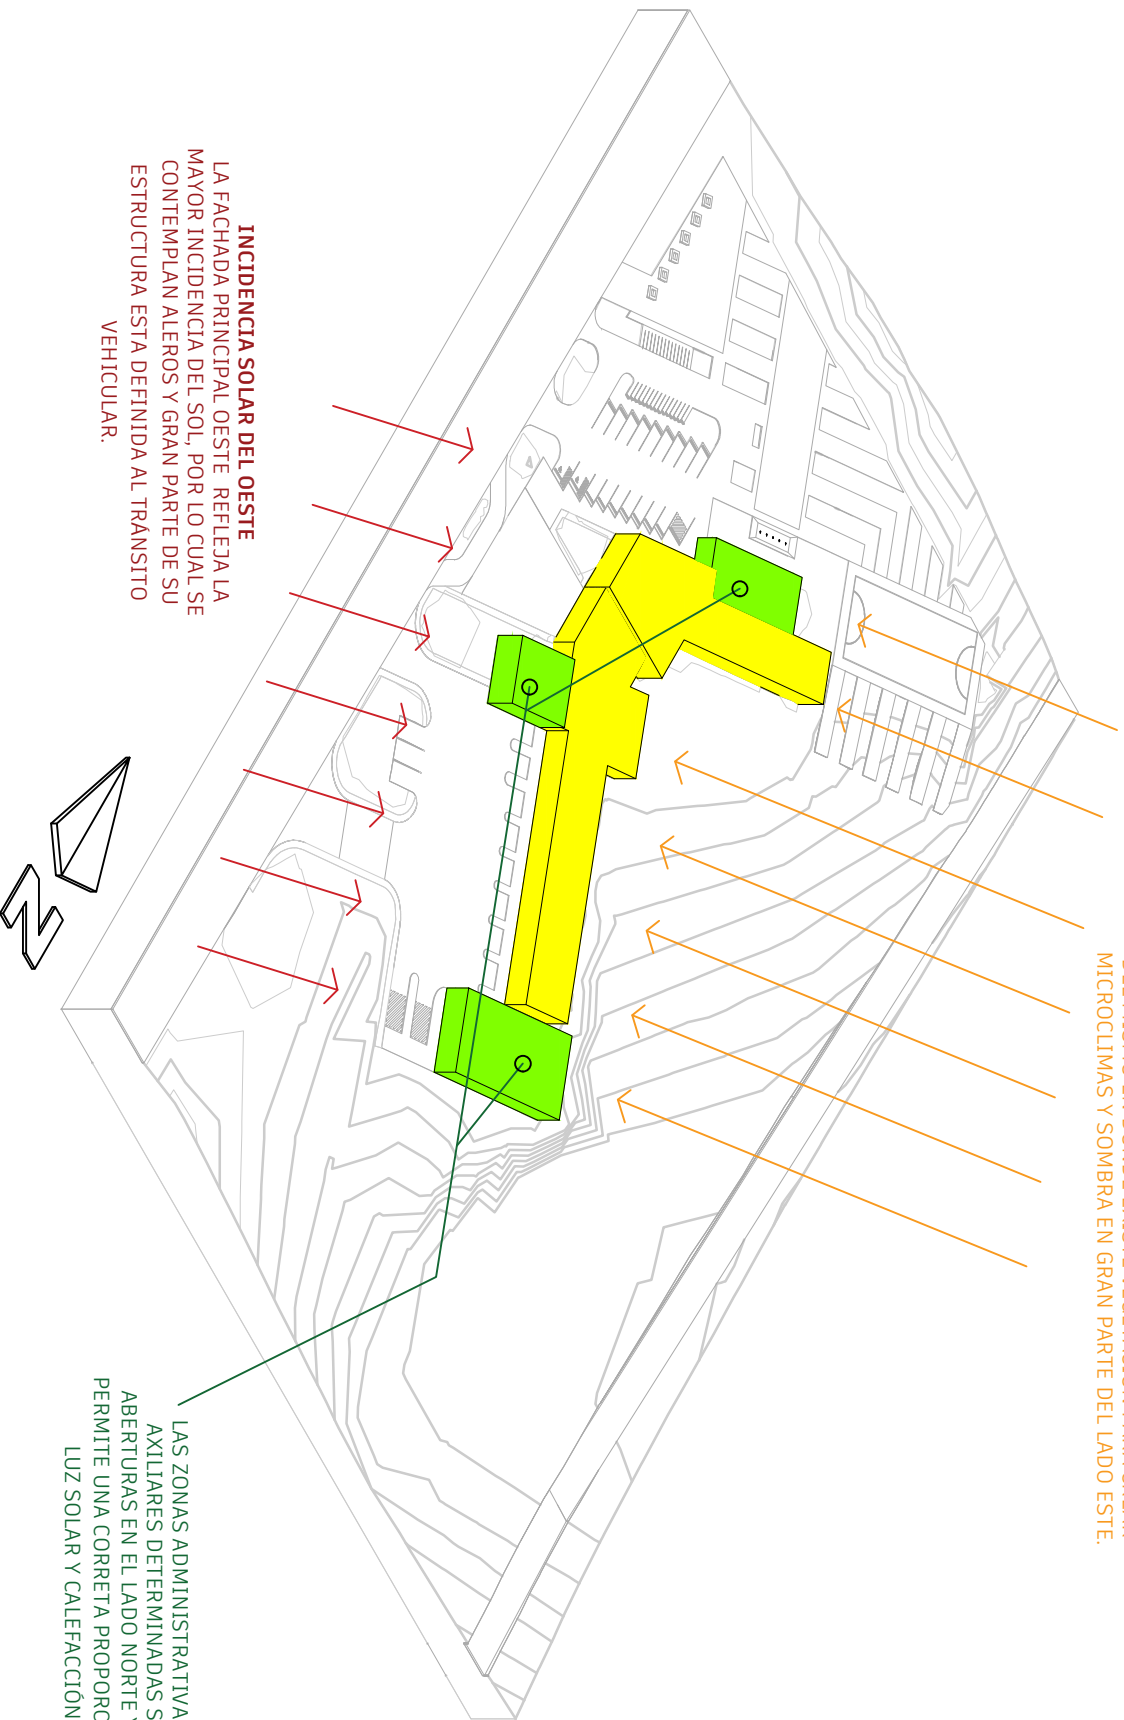 INCIDENCIA SOLAR DEL OESTE
LA FACHADA PRINCIPAL OESTE REFLEJA LA
MAYOR INCIDENCIA DEL SOL, POR LO CUAL SE
CONTEMPLAN ALEROS Y GRAN PARTE DE SU
ESTRUCTURA ESTA DEFINIDA AL TRÁNSITO
VEHICULAR.
MICROCLIMAS Y SOMBRA EN GRAN PARTE DEL LADO ESTE.
LAS ZONAS ADMINISTRATIVA
AXILIARES DETERMINADAS S
ABERTURAS EN EL LADO NORTE
PERMITE UNA CORRETA PROPORC
LUZ SOLAR Y CALEFACCIÓN
N